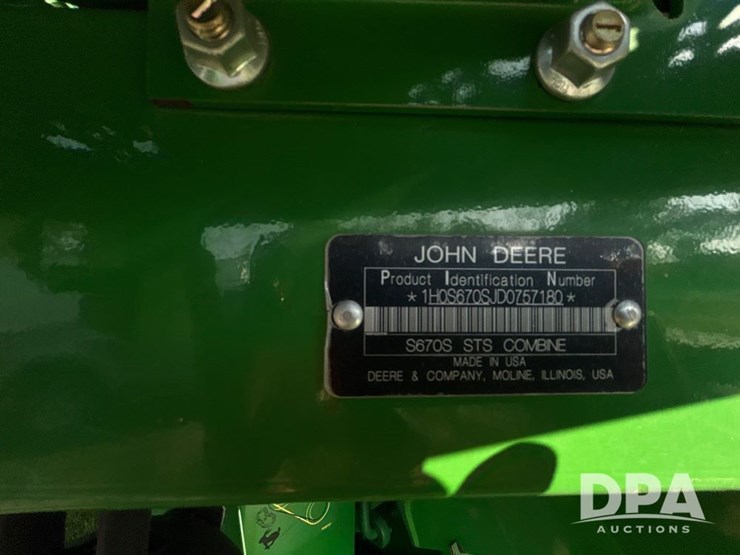 JOHN DEERE
Product Identification Number
*1H0S670SJD0757180*
S670S STS COMBINE
MADE IN USA
DEERE & COMPANY, MOLINE, ILLINOIS, USA
DPA
AUCTIONS